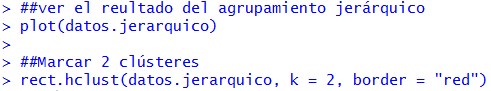 > ##ver el reultado del agrupamiento jerárquico
> plot(datos.jerarquico)
>
> ##Marcar 2 clústeres
> rect.hclust(datos.jerarquico, k = 2, border = "red")